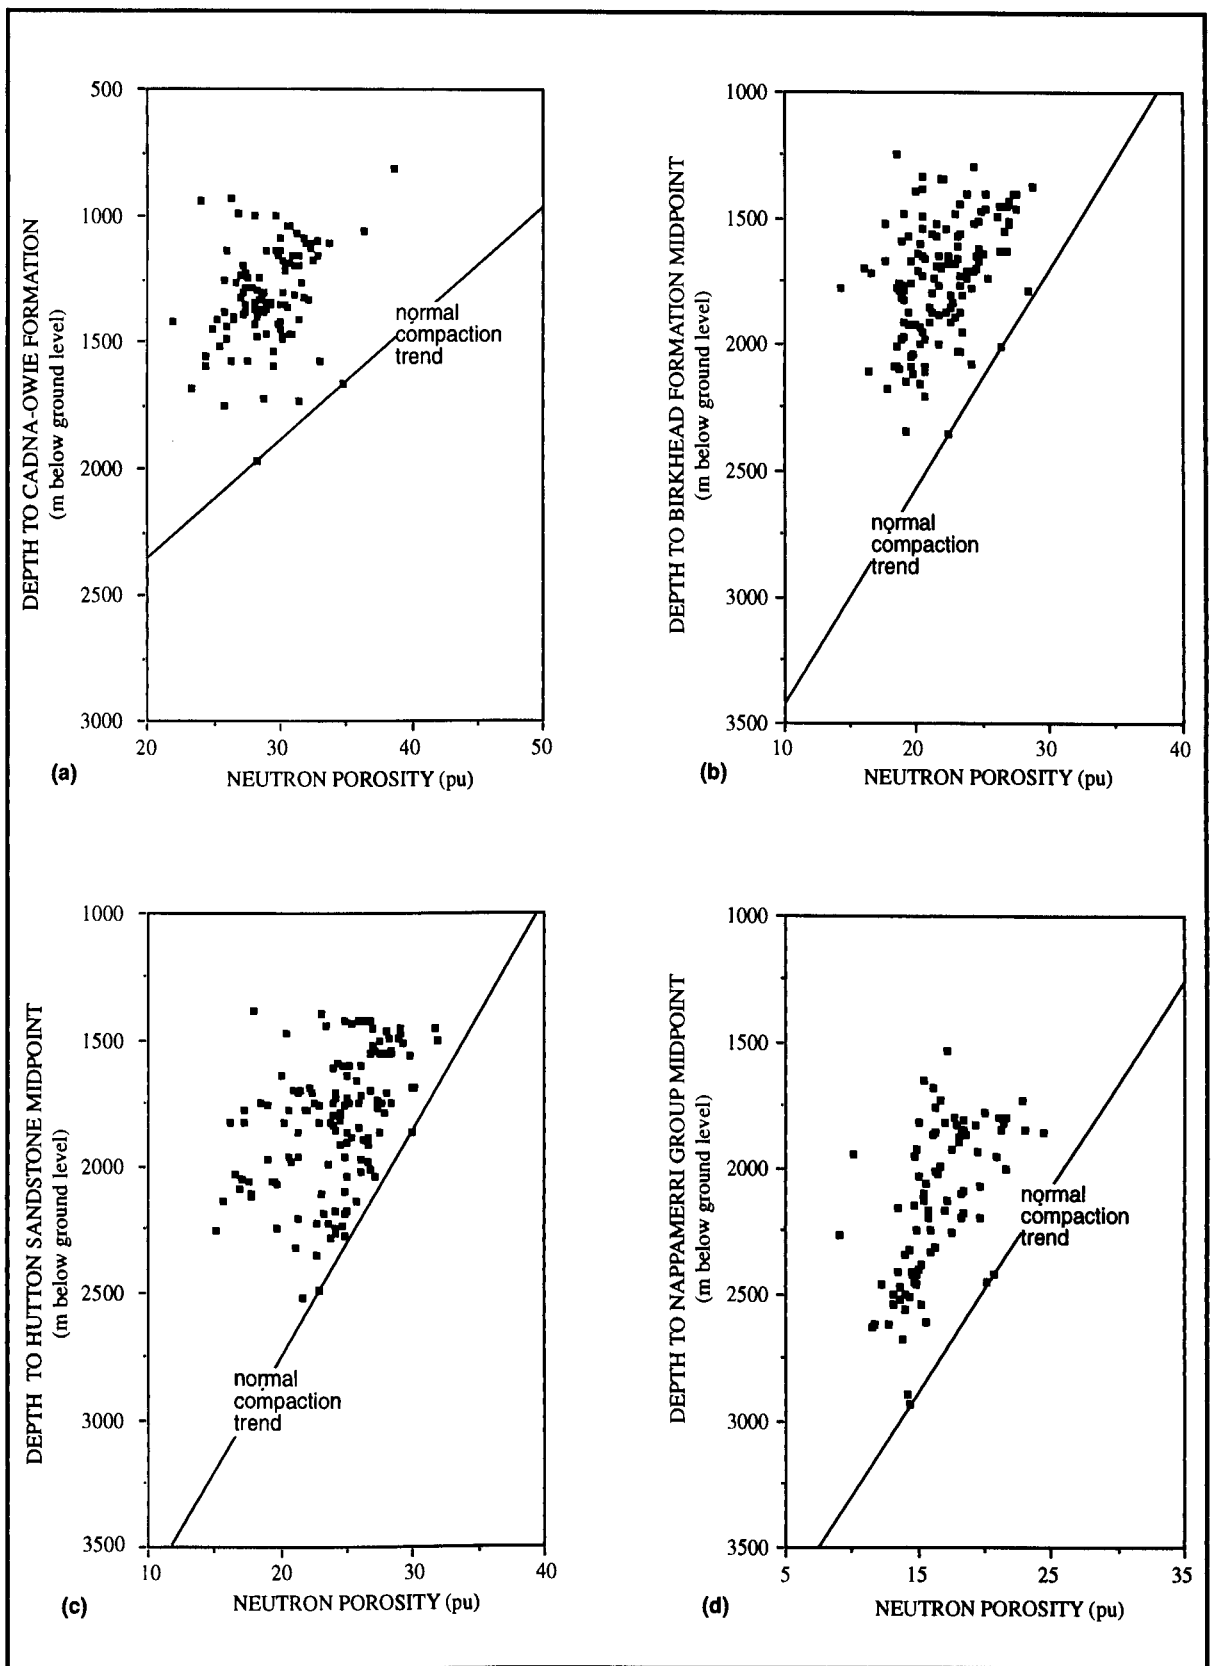 500
1000
1500
2000
2500
3000
20
30
40
50
DEPTH TO CADNA-OWIE FORMATION
(m below ground level)
normal
compaction
trend
(a)
NEUTRON POROSITY (pu)
1000
1500
2000
2500
3000
3500
10
20
30
40
DEPTH TO BIRKHEAD FORMATION MIDPOINT
(m below ground level)
normal
compaction
trend
(b)
NEUTRON POROSITY (pu)
1000
1500
2000
2500
3000
3500
10
20
30
40
DEPTH TO HUTTON SANDSTONE MIDPOINT
(m below ground level)
normal
compaction
trend
(c)
NEUTRON POROSITY (pu)
1000
1500
2000
2500
3000
3500
5
15
25
35
DEPTH TO NAPPAMERRI GROUP MIDPOINT
(m below ground level)
normal
compaction
trend
(d)
NEUTRON POROSITY (pu)